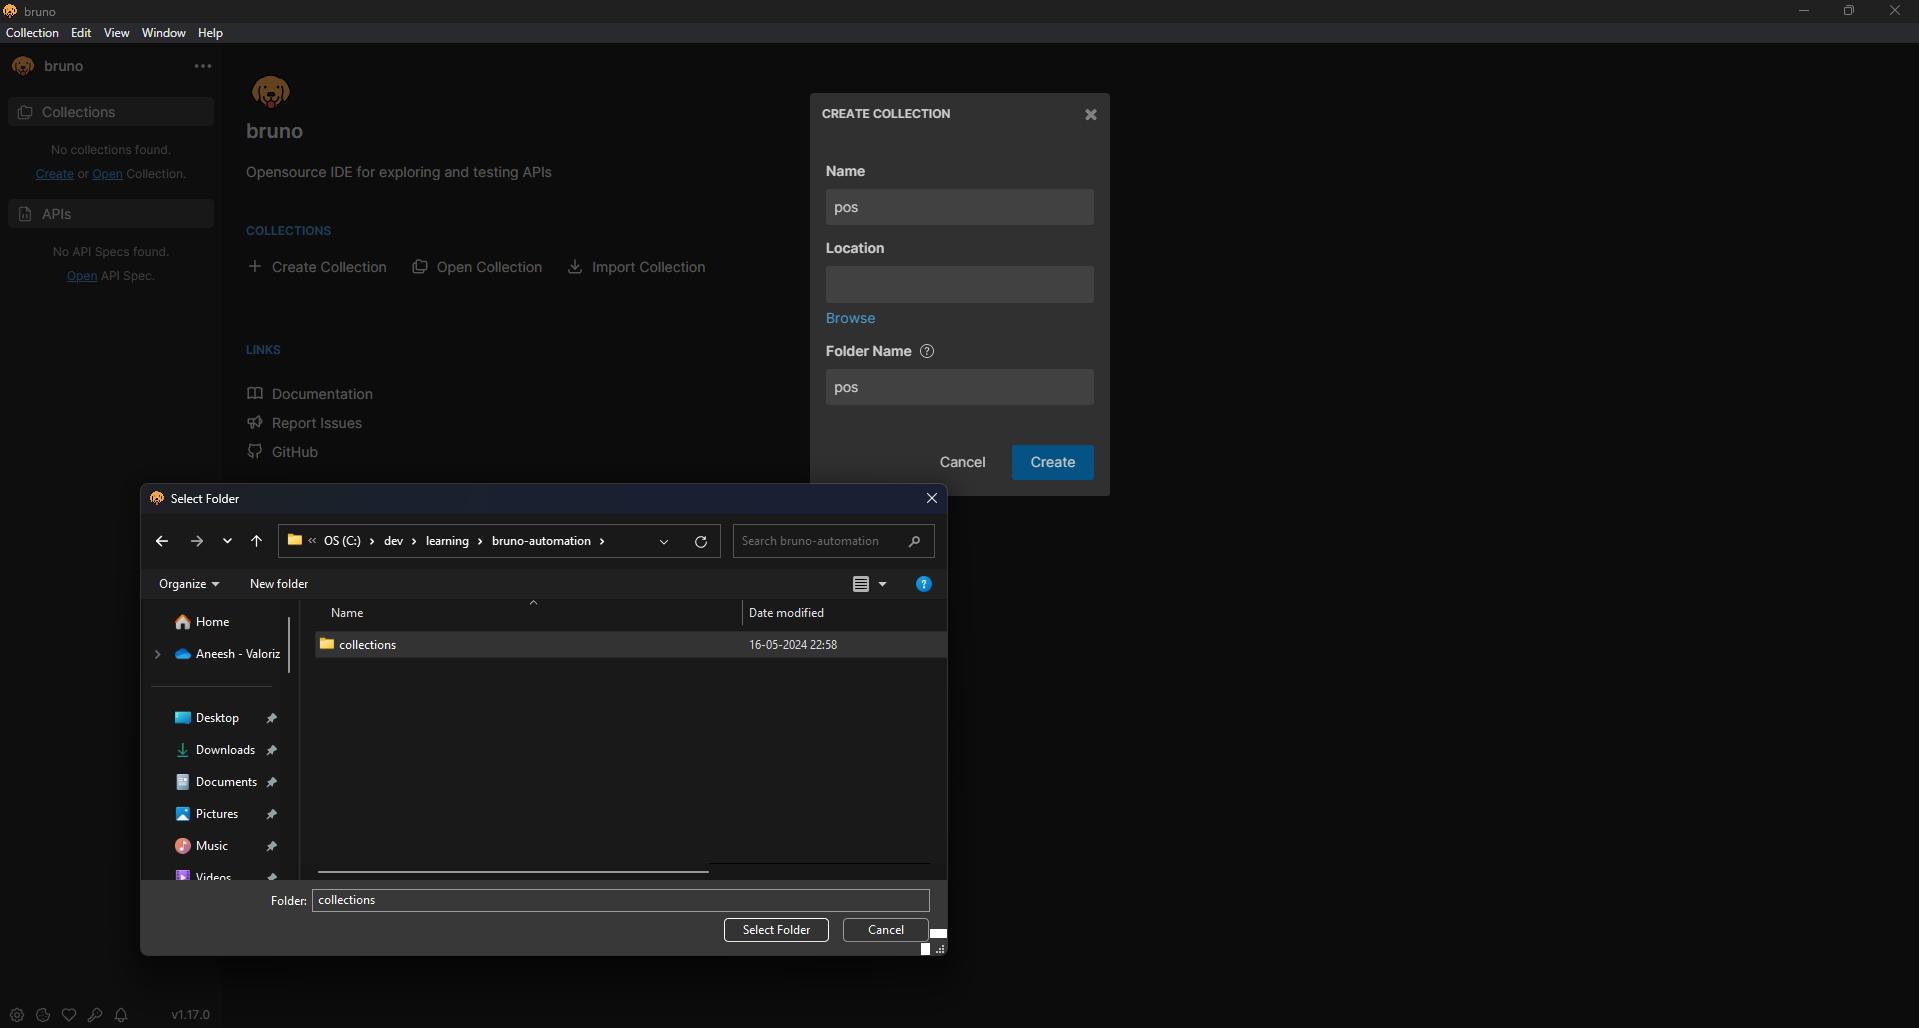 bruno
Collection Edit View Window Help
bruno
Collections
No collections found.
Create or Open Collection.
APIs
No API Specs found.
Open API Spec.
bruno
Opensource IDE for exploring and testing APIs
COLLECTIONS
Create Collection Open Collection Import Collection
LINKS
Documentation
Report Issues
GitHub
CREATE COLLECTION
Name
pos
Location
Browse
Folder Name
pos
Cancel Create
Select Folder
« OS (C:) › dev › learning › bruno-automation ›
Search bruno-automation
Organize New folder
Name Date modified
Home
Aneesh - Valoriz
Desktop
Downloads
Documents
Pictures
Music
Videos
collections 16-05-2024 22:58
Folder: collections
Select Folder Cancel
v1.17.0